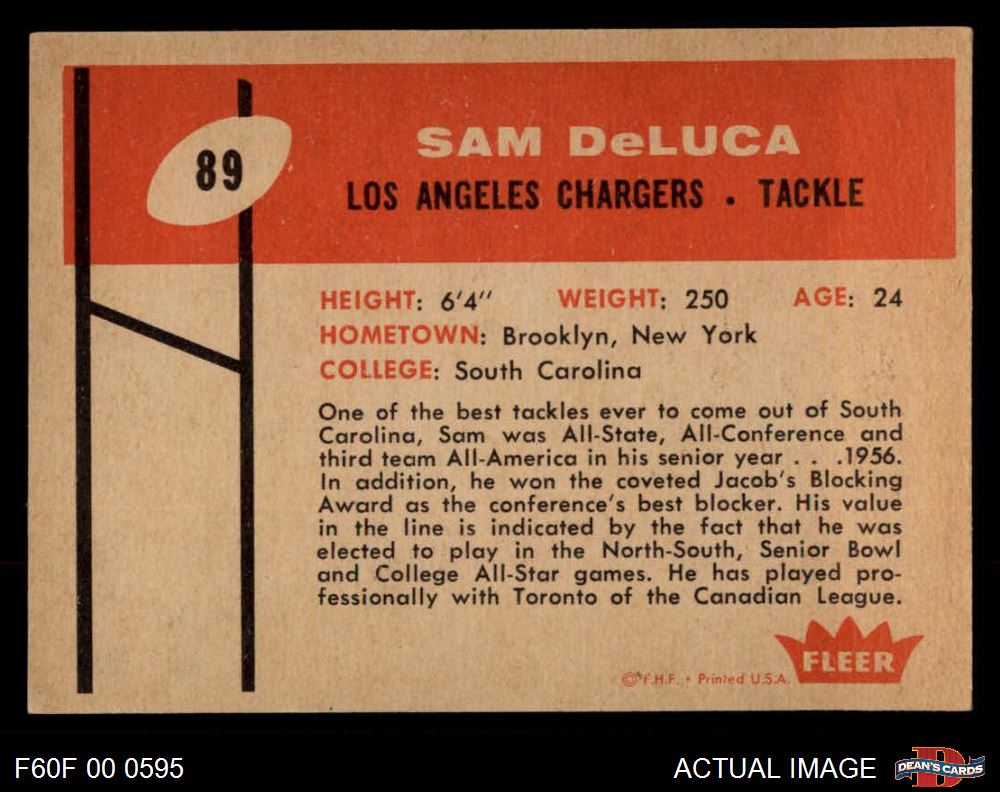 89
SAM DeLUCA
LOS ANGELES CHARGERS . TACKLE
HEIGHT: 6'4" WEIGHT: 250 AGE: 24
HOMETOWN: Brooklyn, New York
COLLEGE: South Carolina
One of the best tackles ever to come out of South
Carolina, Sam was All-State, All-Conference and
third team All-America in his senior year . . .1956.
In addition, he won the coveted Jacob's Blocking
Award as the conference's best blocker. His value
in the line is indicated by the fact that he was
elected to play in the North-South, Senior Bowl
and College All-Star games. He has played pro-
fessionally with Toronto of the Canadian League.
FLEER
© F.H.F. • Printed U.S.A.
F60F 00 0595
ACTUAL IMAGE
DEAN'S CARDS